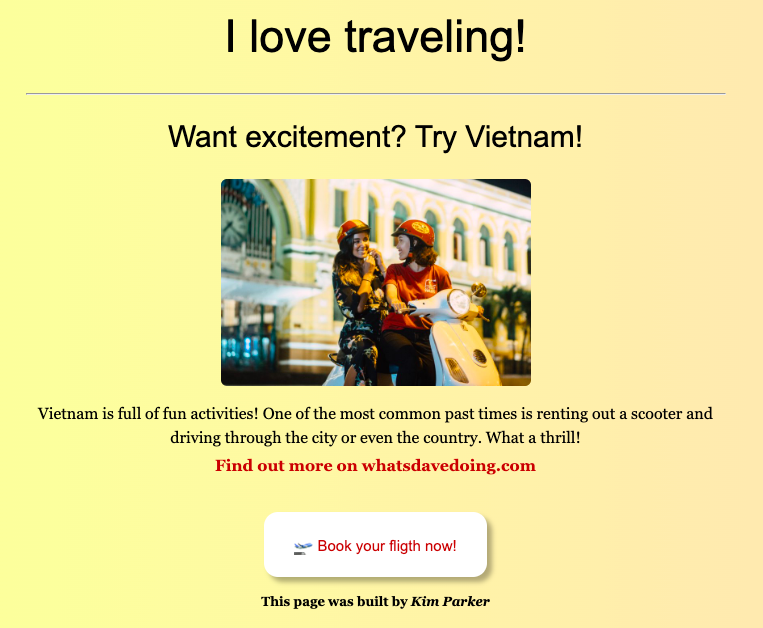 I love traveling!
Want excitement? Try Vietnam!
Vietnam is full of fun activities! One of the most common past times is renting out a scooter and
driving through the city or even the country. What a thrill!
Find out more on whatsdavedoing.com
🛫 Book your fligth now!
This page was built by Kim Parker